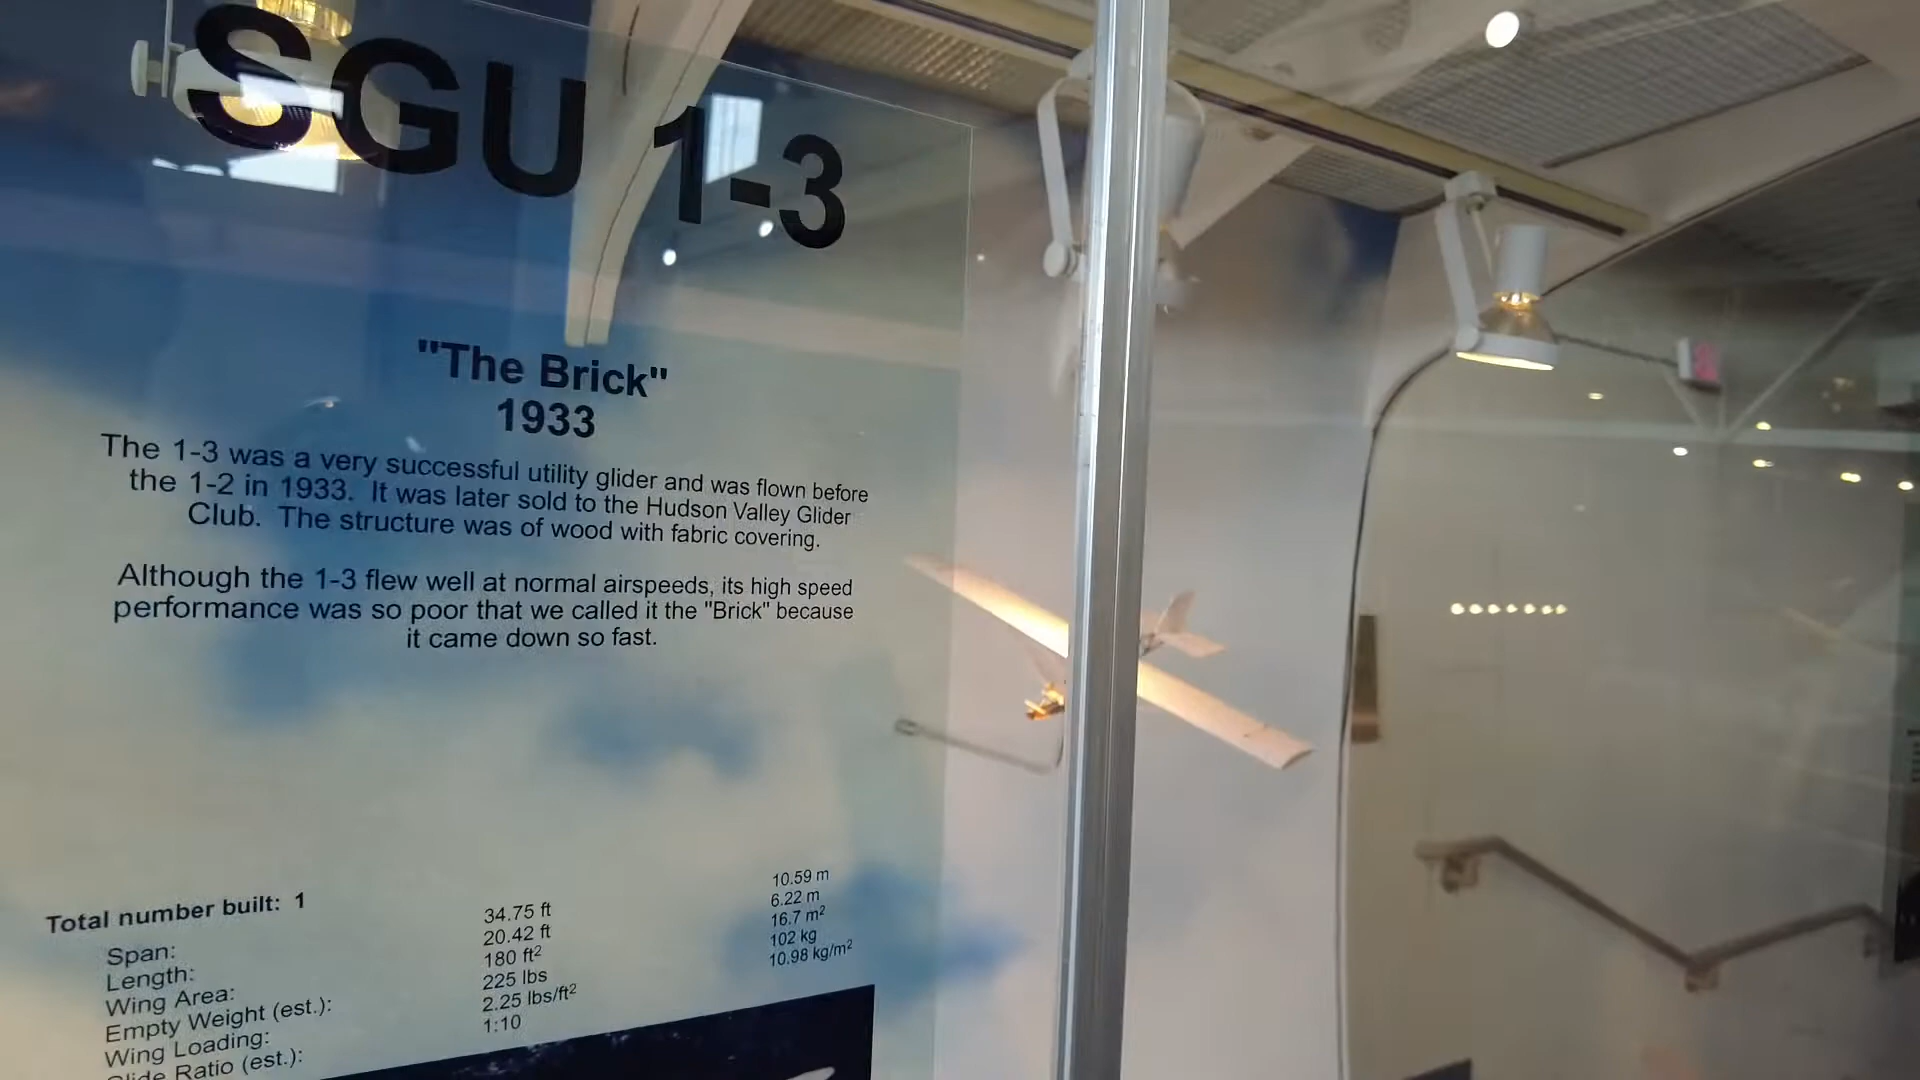 SGU 1-3
"The Brick"
1933
The 1-3 was a very successful utility glider and was flown before
the 1-2 in 1933. It was later sold to the Hudson Valley Glider
Club. The structure was of wood with fabric covering.
Although the 1-3 flew well at normal airspeeds, its high speed
performance was so poor that we called it the "Brick" because
it came down so fast.
Total number built: 1
Span: 34.75 ft 10.59 m
Length: 20.42 ft 6.22 m
Wing Area: 180 ft² 16.7 m²
Empty Weight (est.): 225 lbs 102 kg
Wing Loading: 2.25 lbs/ft² 10.98 kg/m²
Glide Ratio (est.): 1:10